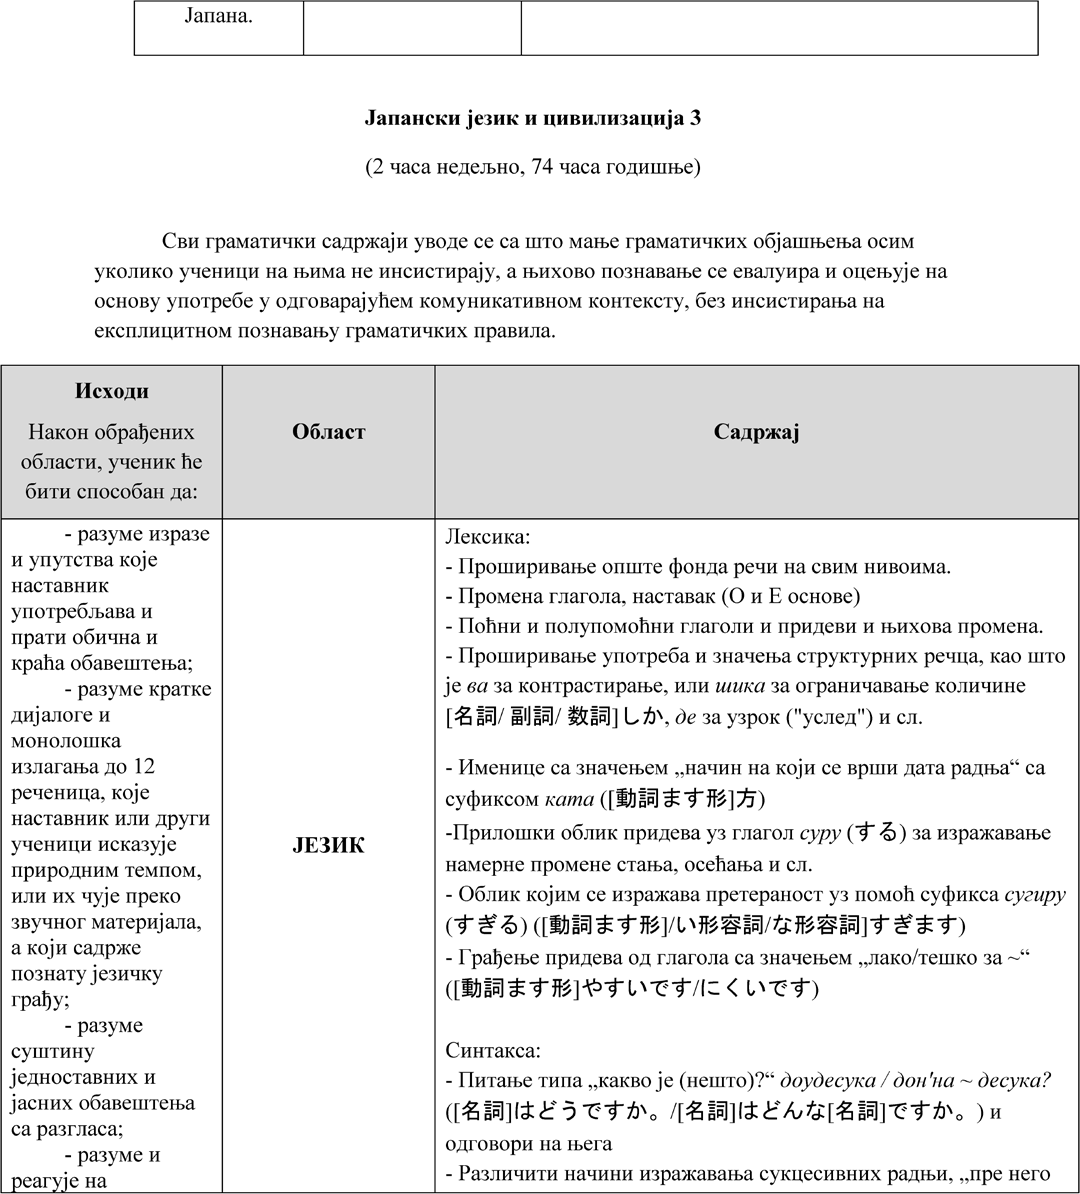 Јапана.
Јапански језик и цивилизација 3
(2 часа недељно, 74 часа годишње)
Сви граматички садржаји уводе се са што мање граматичких објашњења осим
уколико ученици на њима не инсистирају, а њихово познавање се евалуира и оцењује на
основу употребе у одговарајућем комуникативном контексту, без инсистирања на
експлицитном познавању граматичких правила.
Исходи
Након обрађених
области, ученик ће
бити способан да:
Област
Садржај
- разуме изразе
и упутства које
наставник
употребљава и
прати обична и
краћа обавештења;
- разуме кратке
дијалоге и
монолошка
излагања до 12
реченица, које
наставник или други
ученици исказује
природним темпом,
или их чује преко
звучног материјала,
а који садрже
познату језичку
грађу;
- разуме
суштину
једноставних и
јасних обавештења
са разгласа;
- разуме и
реагује на
ЈЕЗИК
Лексика:
- Проширивање опште фонда речи на свим нивоима.
- Промена глагола, наставак (О и Е основе)
- Поћни и полупомоћни глаголи и придеви и њихова промена.
- Проширивање употреба и значења структурних речца, као што
је ва за контрастирање, или шика за ограничавање количине
[名詞/ 副詞/ 数詞]しか, де за узрок ("услед") и сл.
- Именице са значењем „начин на који се врши дата радња“ са
суфиксом ката ([動詞ます形]方)
-Прилошки облик придева уз глагол суру (する) за изражавање
намерне промене стања, осећања и сл.
- Облик којим се изражава претераност уз помоћ суфикса сугиру
(すぎる) ([動詞ます形]/い形容詞/な形容詞]すぎます)
- Грађење придева од глагола са значењем „лако/тешко за ~“
([動詞ます形]やすいです/にくいです)
Синтакса:
- Питање типа „какво је (нешто)?“ доудесука / дон'на ~ десука?
([名詞]はどうですか。/[名詞]はどんな[名詞]ですか。) и
одговори на њега
- Различити начини изражавања сукцесивних радњи, „пре него